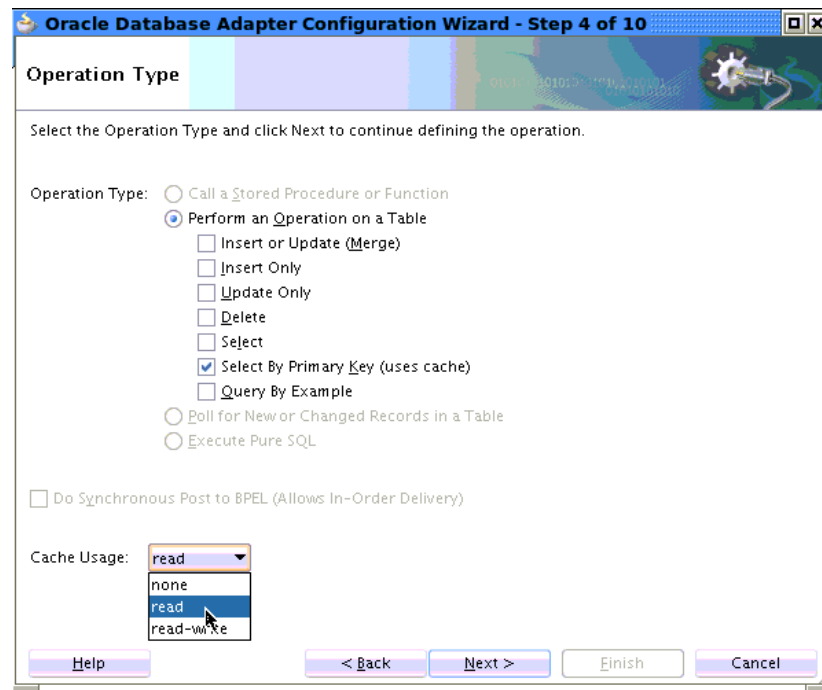 Oracle Database Adapter Configuration Wizard - Step 4 of 10
Operation Type
Select the Operation Type and click Next to continue defining the operation.
Operation Type: Call a Stored Procedure or Function
Perform an Operation on a Table
Insert or Update (Merge)
Insert Only
Update Only
Delete
Select
Select By Primary Key (uses cache)
Query By Example
Poll for New or Changed Records in a Table
Execute Pure SQL
Do Synchronous Post to BPEL (Allows In-Order Delivery)
Cache Usage: read
none
read
read-write
Help < Back Next > Finish Cancel